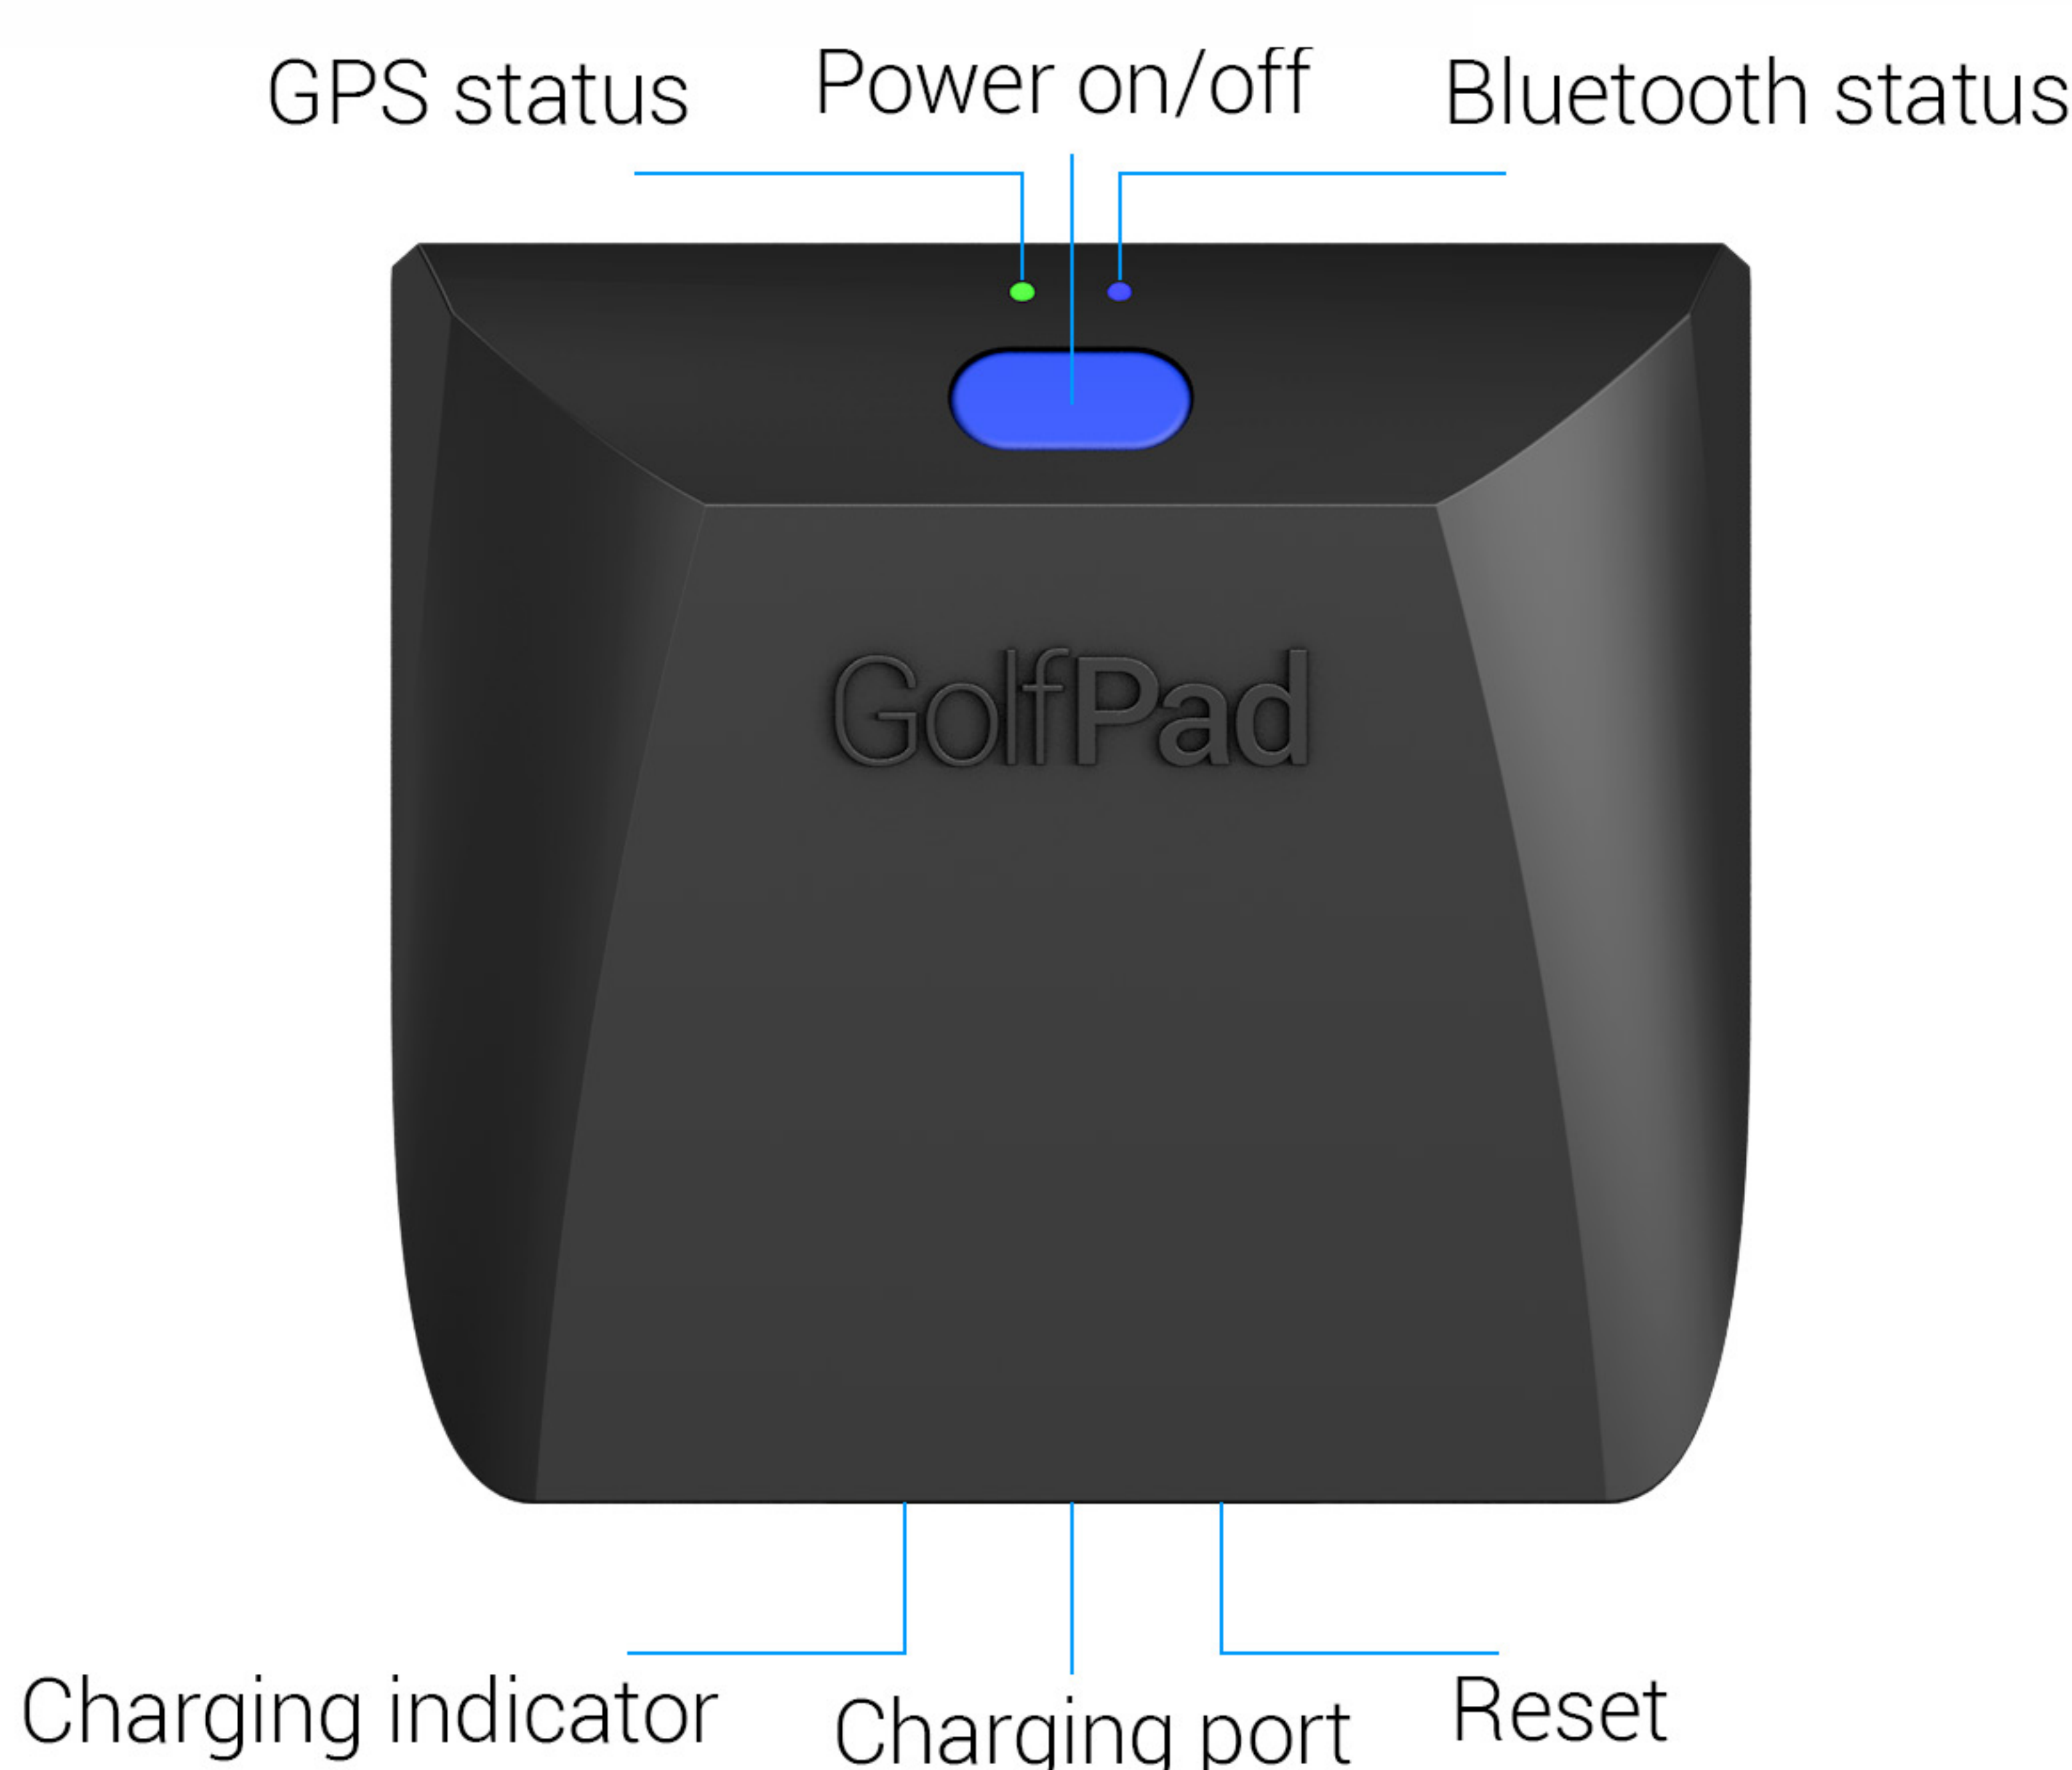 GPS status
Power on/off
Bluetooth status
GolfPad
Charging indicator
Charging port
Reset